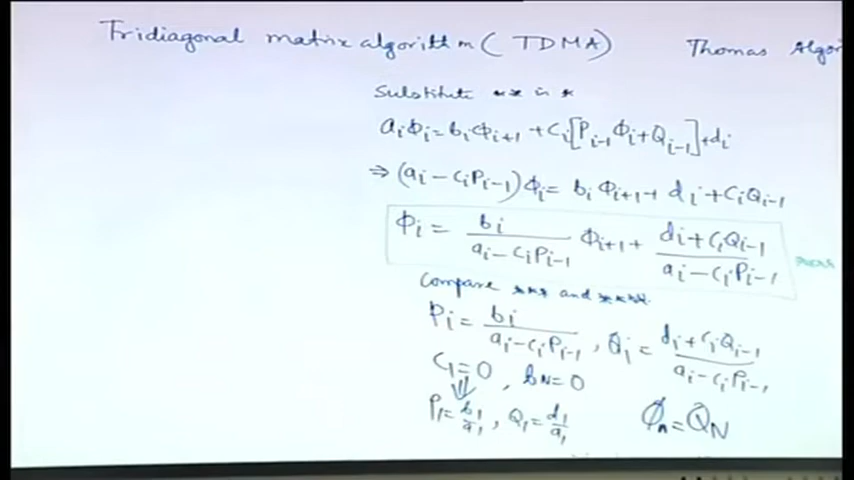 Tridiagonal matrix algorithm (TDMA) Thomas Algor
Substitute ** in *
aᵢΦᵢ = bᵢΦᵢ₊₁ + cᵢ[Pᵢ₋₁Φᵢ + Qᵢ₋₁] + dᵢ
⇒ (aᵢ - cᵢPᵢ₋₁)Φᵢ = bᵢΦᵢ₊₁ + dᵢ + cᵢQᵢ₋₁
Φᵢ = bᵢ / (aᵢ - cᵢPᵢ₋₁) Φᵢ₊₁ + (dᵢ + cᵢQᵢ₋₁) / (aᵢ - cᵢPᵢ₋₁) ****
Compare *** and ****.
Pᵢ = bᵢ / (aᵢ - cᵢPᵢ₋₁) , Qᵢ = (dᵢ + cᵢQᵢ₋₁) / (aᵢ - cᵢPᵢ₋₁)
C₁ = 0 , bN = 0
⇓
P₁ = b₁/a₁ , Q₁ = d₁/a₁ Φₙ = QN